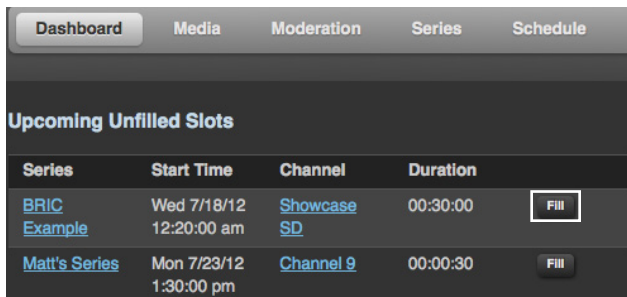 Dashboard Media Moderation Series Schedule
Upcoming Unfilled Slots
Series Start Time Channel Duration
BRIC Wed 7/18/12 Showcase 00:30:00 Fill
Example 12:20:00 am SD
Matt's Series Mon 7/23/12 Channel 9 00:00:30 Fill
1:30:00 pm